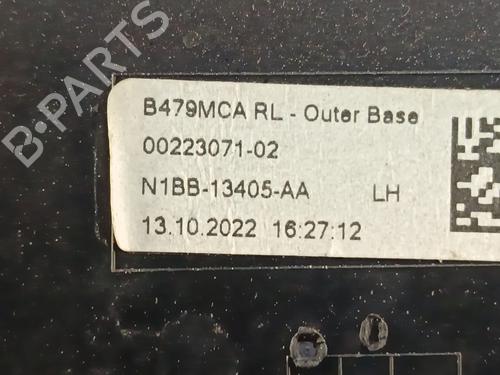 B-PARTS
B479MCA RL - Outer Base
00223071-02
N1BB-13405-AA LH
13.10.2022 16:27:12